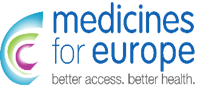 medicines
for europe
better access. better health.